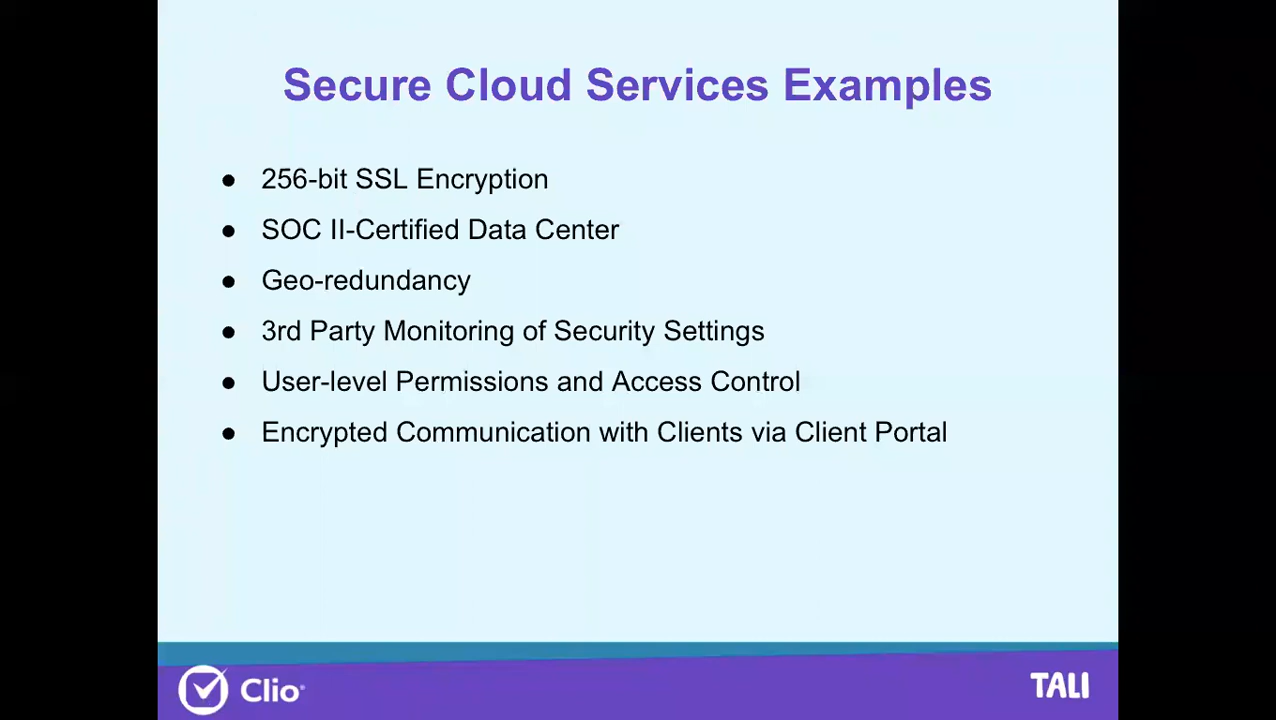 Secure Cloud Services Examples
● 256-bit SSL Encryption
● SOC II-Certified Data Center
● Geo-redundancy
● 3rd Party Monitoring of Security Settings
● User-level Permissions and Access Control
● Encrypted Communication with Clients via Client Portal
Clio®
TALI